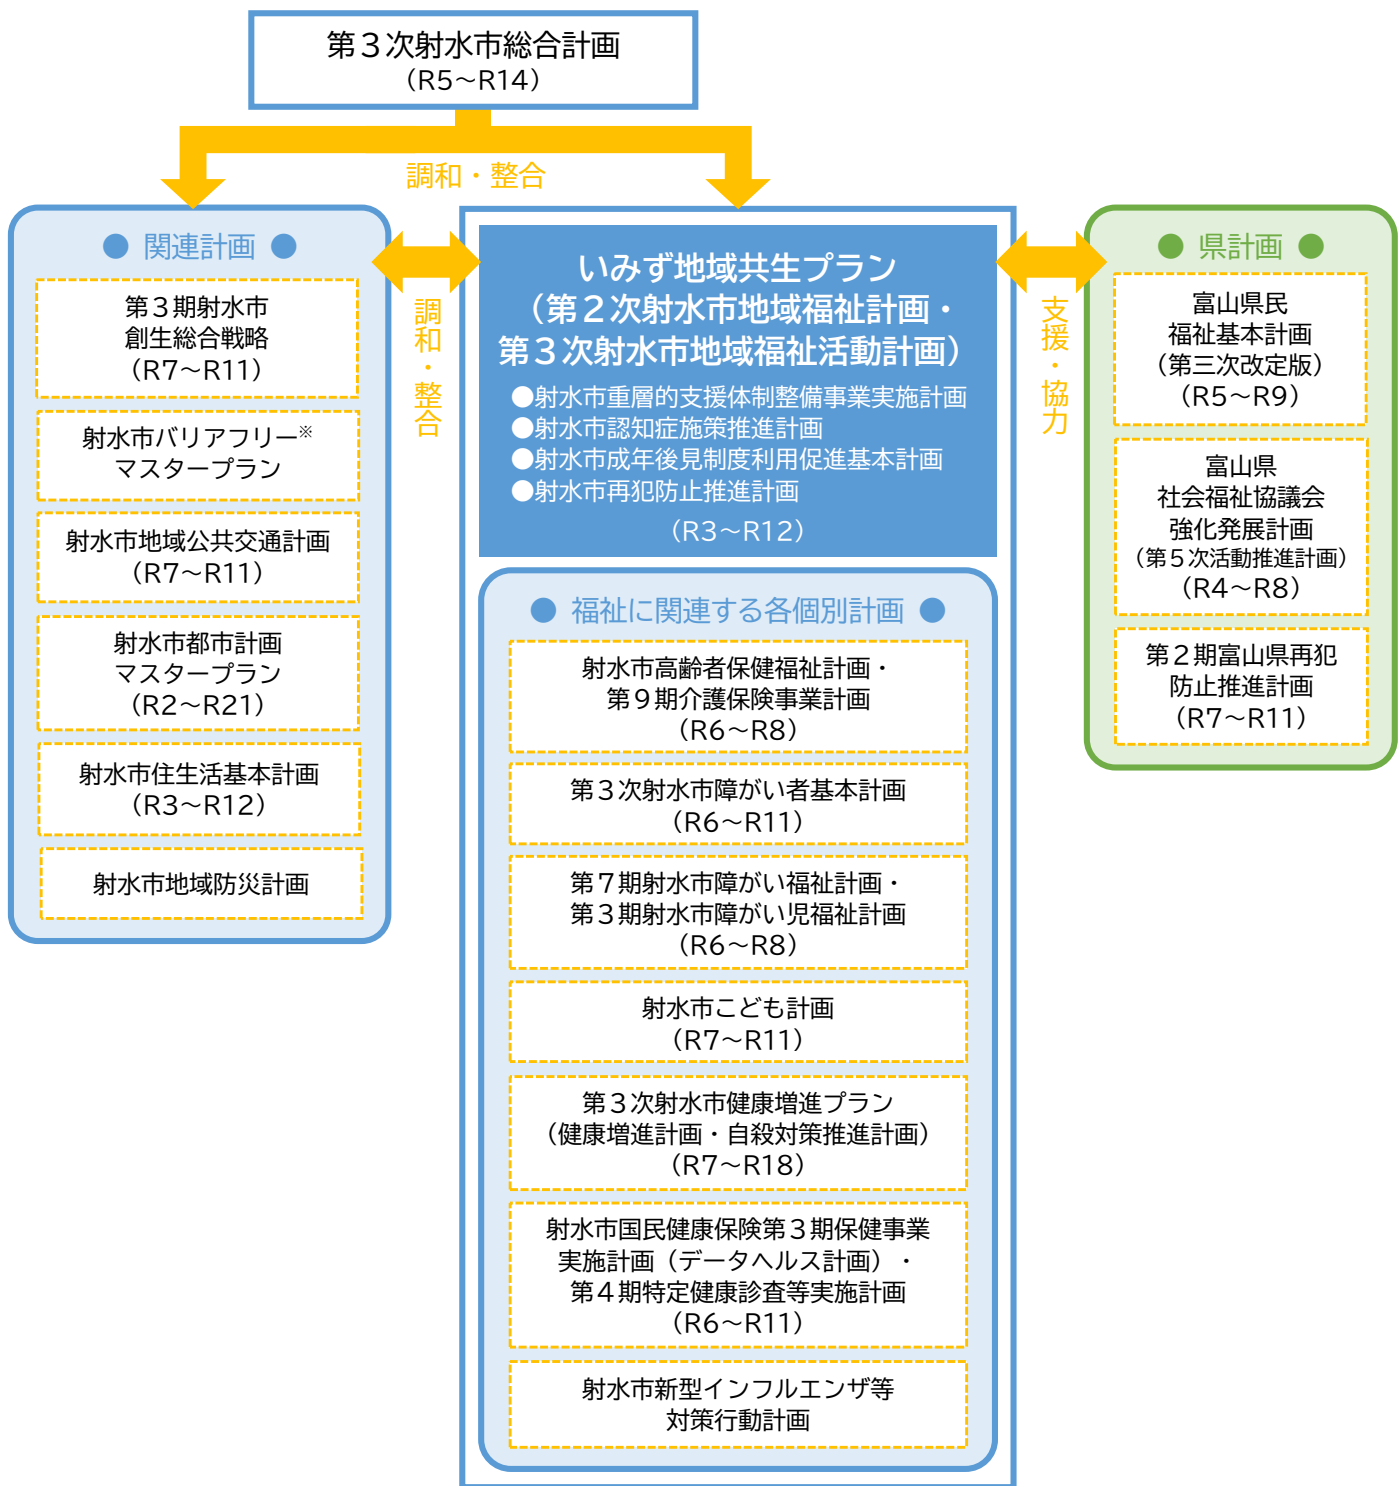 第３次射水市総合計画
（R5～R14）
調和・整合
● 関連計画 ●
第３期射水市
創生総合戦略
（R7～R11）
射水市バリアフリー※
マスタープラン
射水市地域公共交通計画
（R7～R11）
射水市都市計画
マスタープラン
（R2～R21）
射水市住生活基本計画
（R3～R12）
射水市地域防災計画
調和・整合
いみず地域共生プラン
（第２次射水市地域福祉計画・
第３次射水市地域福祉活動計画）
●射水市重層的支援体制整備事業実施計画
●射水市認知症施策推進計画
●射水市成年後見制度利用促進基本計画
●射水市再犯防止推進計画
（R3～R12）
● 福祉に関連する各個別計画 ●
射水市高齢者保健福祉計画・
第９期介護保険事業計画
（R6～R8）
第３次射水市障がい者基本計画
（R6～R11）
第７期射水市障がい福祉計画・
第３期射水市障がい児福祉計画
（R6～R8）
射水市こども計画
（R7～R11）
第３次射水市健康増進プラン
（健康増進計画・自殺対策推進計画）
（R7～R18）
射水市国民健康保険第３期保健事業
実施計画（データヘルス計画）・
第４期特定健康診査等実施計画
（R6～R11）
射水市新型インフルエンザ等
対策行動計画
支援・協力
● 県計画 ●
富山県民
福祉基本計画
（第三次改定版）
（R5～R9）
富山県
社会福祉協議会
強化発展計画
（第５次活動推進計画）
（R4～R8）
第２期富山県再犯
防止推進計画
（R7～R11）